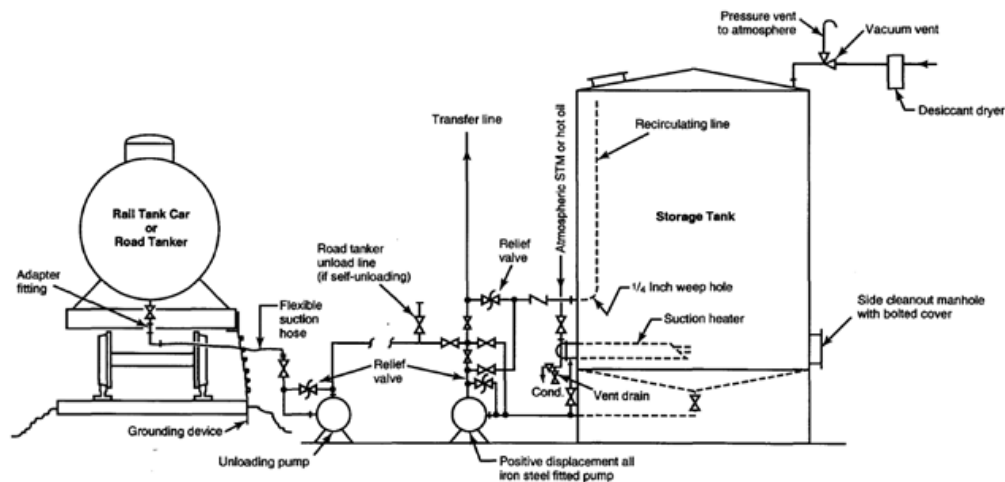 Pressure vent
to atmosphere
Vacuum vent
Desiccant dryer
Transfer line
Atmospheric STM or hot oil
Recirculating line
Rail Tank Car
or
Road Tanker
Storage Tank
Road tanker
unload line
(if self-unloading)
Relief
valve
Adapter
fitting
Flexible
suction
hose
1/4 Inch weep hole
Suction heater
Side cleanout manhole
with bolted cover
Relief
valve
Cond.
Vent drain
Grounding device
Unloading pump
Positive displacement all
iron steel fitted pump